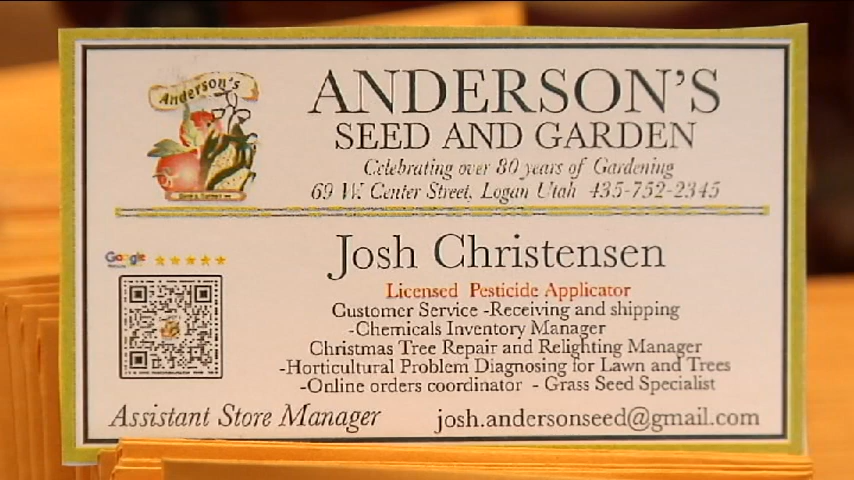 Anderson's
ANDERSON'S
SEED AND GARDEN
Celebrating over 80 years of Gardening
69 W. Center Street, Logan Utah 435-752-2345
Google
Josh Christensen
Licensed Pesticide Applicator
Customer Service -Receiving and shipping
-Chemicals Inventory Manager
Christmas Tree Repair and Relighting Manager
-Horticultural Problem Diagnosing for Lawn and Trees
-Online orders coordinator - Grass Seed Specialist
Assistant Store Manager josh.andersonseed@gmail.com